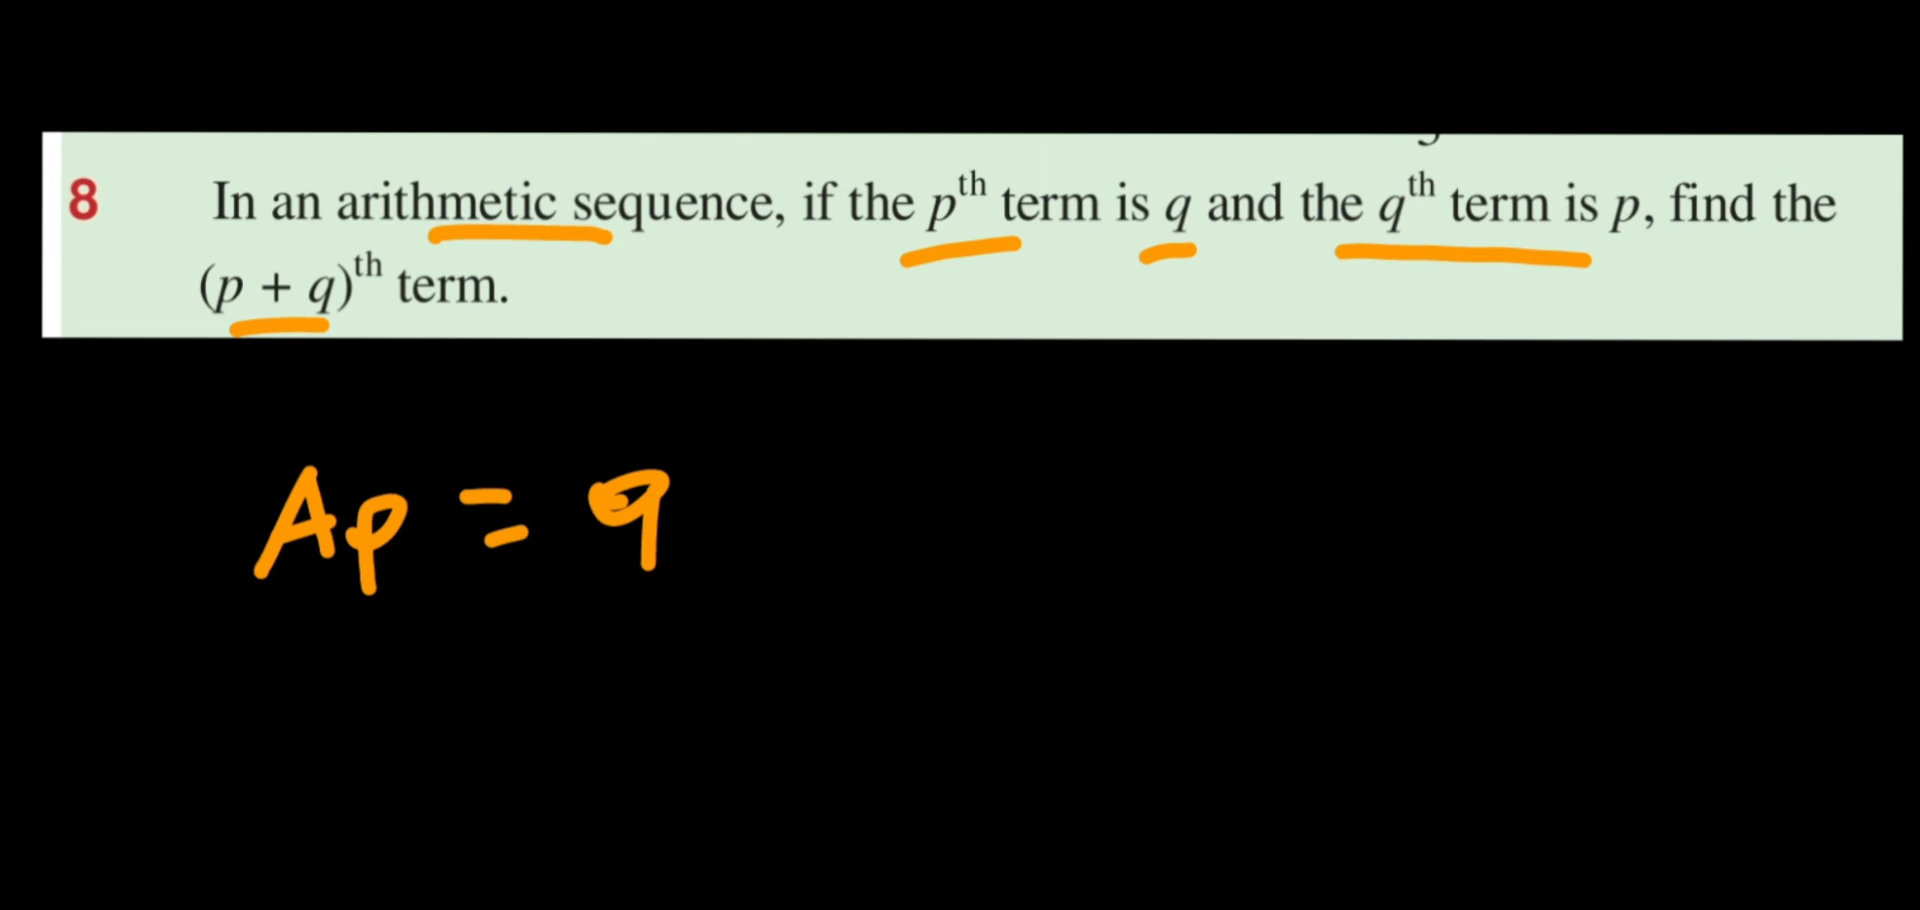 8 In an arithmetic sequence, if the pᵗʰ term is q and the qᵗʰ term is p, find the
(p + q)ᵗʰ term.
Ap = q